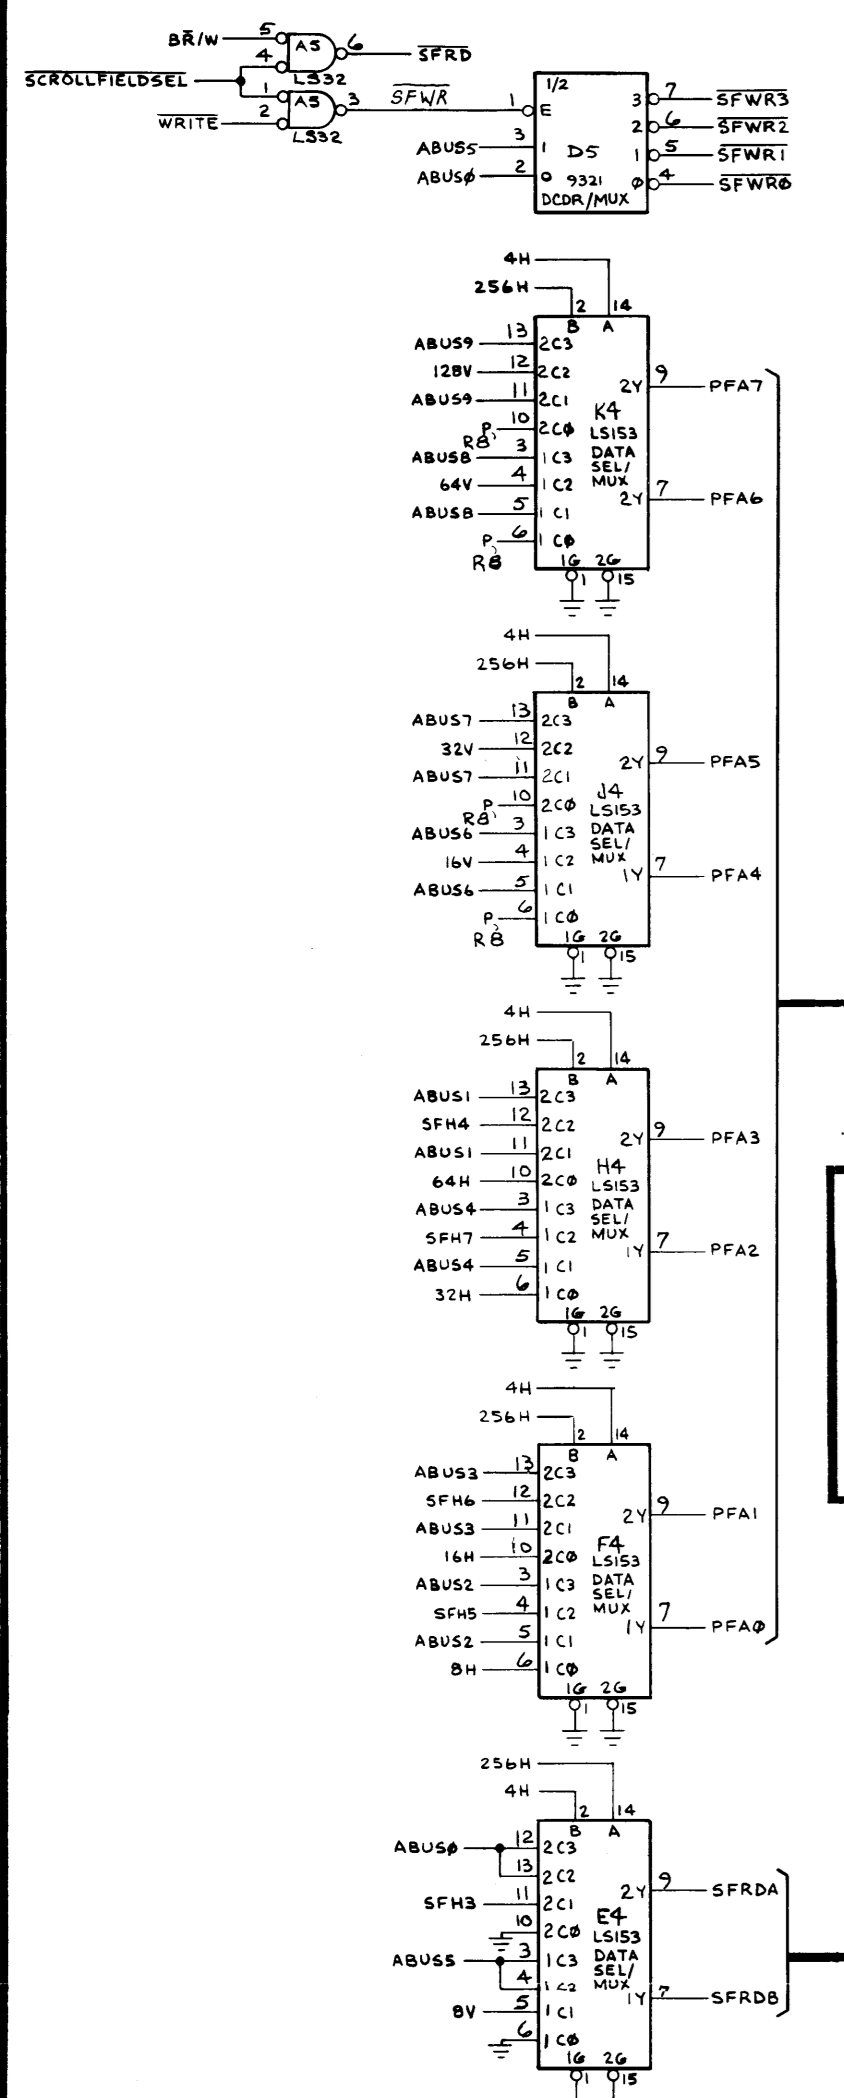 BR̄/W 5 4 A5 6 S̅F̅R̅D̅
LS32
S̅C̅R̅O̅L̅L̅F̅I̅E̅L̅D̅S̅E̅L̅
1 2 A5 3 S̅F̅W̅R̅
W̅R̅I̅T̅E̅
LS32
1/2
1 E
3 7 S̅F̅W̅R̅3̅
2 6 S̅F̅W̅R̅2̅
ABUS5 3 1 D5 1 5 S̅F̅W̅R̅1̅
ABUSØ 2 0 9321 Ø 4 S̅F̅W̅R̅Ø̅
DCDR/MUX
4H
256H
2 14
B A
ABUS9 13 2C3
128V 12 2C2 2Y 9 PFA7
ABUS9 11 2C1
K4
P R8 10 2CØ LS153
ABUS8 3 1C3 DATA
SEL/
64V 4 1C2 MUX
2Y 7 PFA6
ABUS8 5 1C1
P R8 6 1CØ
1G 2G
1 15
4H
256H
2 14
B A
ABUS7 13 2C3
32V 12 2C2 2Y 9 PFA5
ABUS7 11 2C1
J4
P R8 10 2CØ LS153
ABUS6 3 1C3 DATA
SEL/
16V 4 1C2 MUX
1Y 7 PFA4
ABUS6 5 1C1
P R8 6 1CØ
1G 2G
1 15
4H
256H
2 14
B A
ABUS1 13 2C3
SFH4 12 2C2 2Y 9 PFA3
ABUS1 11 2C1
H4
64H 10 2CØ LS153
ABUS4 3 1C3 DATA
SEL/
SFH7 4 1C2 MUX
1Y 7 PFA2
ABUS4 5 1C1
32H 6 1CØ
1G 2G
1 15
4H
256H
2 14
B A
ABUS3 13 2C3
SFH6 12 2C2 2Y 9 PFA1
ABUS3 11 2C1
F4
16H 10 2CØ LS153
ABUS2 3 1C3 DATA
SEL/
SFH5 4 1C2 MUX
1Y 7 PFAØ
ABUS2 5 1C1
8H 6 1CØ
1G 2G
1 15
256H
4H
2 14
B A
ABUSØ 12 2C3
13 2C2 2Y 9 SFRDA
SFH3 11 2C1
E4
10 2CØ LS153
ABUS5 3 1C3 DATA
SEL/
4 1C2 MUX
1Y 7 SFRDB
8V 5 1C1
6 1CØ
1G 2G
1 15